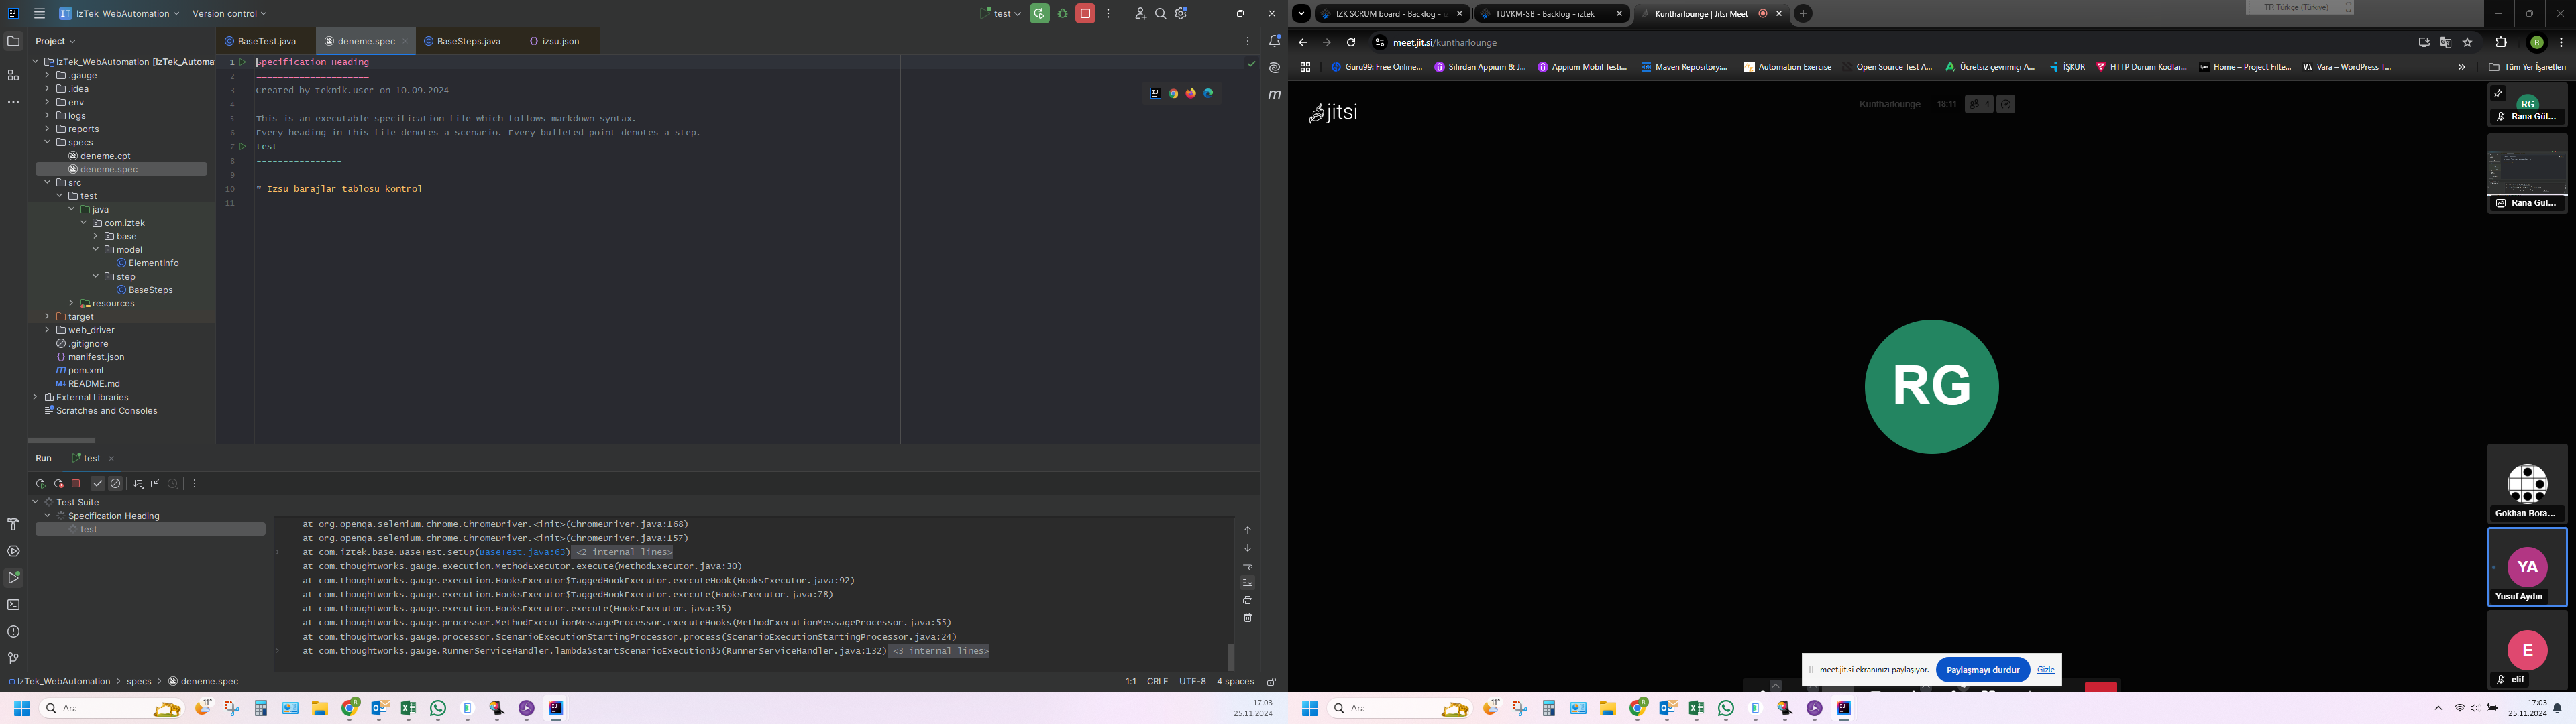 IT IzTek_WebAutomation Version control test
Project
BaseTest.java deneme.spec BaseSteps.java izsu.json
IzTek_WebAutomation [IzTek_Automat
.gauge
.idea
env
logs
reports
specs
deneme.cpt
deneme.spec
src
test
java
com.iztek
base
model
ElementInfo
step
BaseSteps
resources
target
web_driver
.gitignore
manifest.json
pom.xml
README.md
External Libraries
Scratches and Consoles
1 Specification Heading
2 =====================
3 Created by teknik.user on 10.09.2024
4
5 This is an executable specification file which follows markdown syntax.
6 Every heading in this file denotes a scenario. Every bulleted point denotes a step.
7 test
8 ----------------
9
10 * Izsu barajlar tablosu kontrol
11
Run test
Test Suite
Specification Heading
test
at org.openqa.selenium.chrome.ChromeDriver.<init>(ChromeDriver.java:168)
at org.openqa.selenium.chrome.ChromeDriver.<init>(ChromeDriver.java:157)
at com.iztek.base.BaseTest.setUp(BaseTest.java:63) <2 internal lines>
at com.thoughtworks.gauge.execution.MethodExecutor.execute(MethodExecutor.java:30)
at com.thoughtworks.gauge.execution.HooksExecutor$TaggedHookExecutor.executeHook(HooksExecutor.java:92)
at com.thoughtworks.gauge.execution.HooksExecutor$TaggedHookExecutor.execute(HooksExecutor.java:78)
at com.thoughtworks.gauge.execution.HooksExecutor.execute(HooksExecutor.java:35)
at com.thoughtworks.gauge.processor.MethodExecutionMessageProcessor.executeHooks(MethodExecutionMessageProcessor.java:55)
at com.thoughtworks.gauge.processor.ScenarioExecutionStartingProcessor.process(ScenarioExecutionStartingProcessor.java:24)
at com.thoughtworks.gauge.RunnerServiceHandler.lambda$startScenarioExecution$5(RunnerServiceHandler.java:132) <3 internal lines>
IzTek_WebAutomation > specs > deneme.spec
1:1 CRLF UTF-8 4 spaces
Ara
11°
17:03
25.11.2024
IZK SCRUM board - Backlog - iz TUVKM-SB - Backlog - iztek Kuntharlounge | Jitsi Meet
TR Türkçe (Türkiye)
meet.jit.si/kuntharlounge
R
Guru99: Free Online... Sıfırdan Appium & J... Appium Mobil Testi... Maven Repository:... Automation Exercise Open Source Test A... Ücretsiz çevrimiçi A... İŞKUR HTTP Durum Kodlar... Home – Project Filte... Vara – WordPress T... » Tüm Yer İşaretleri
jitsi
Kuntharlounge 18:11 4
RG
RG
Rana Gül...
Rana Gül...
Gokhan Bora...
YA
Yusuf Aydın
E
elif
meet.jit.si ekranınızı paylaşıyor. Paylaşmayı durdur Gizle
Ara
11°
17:03
25.11.2024